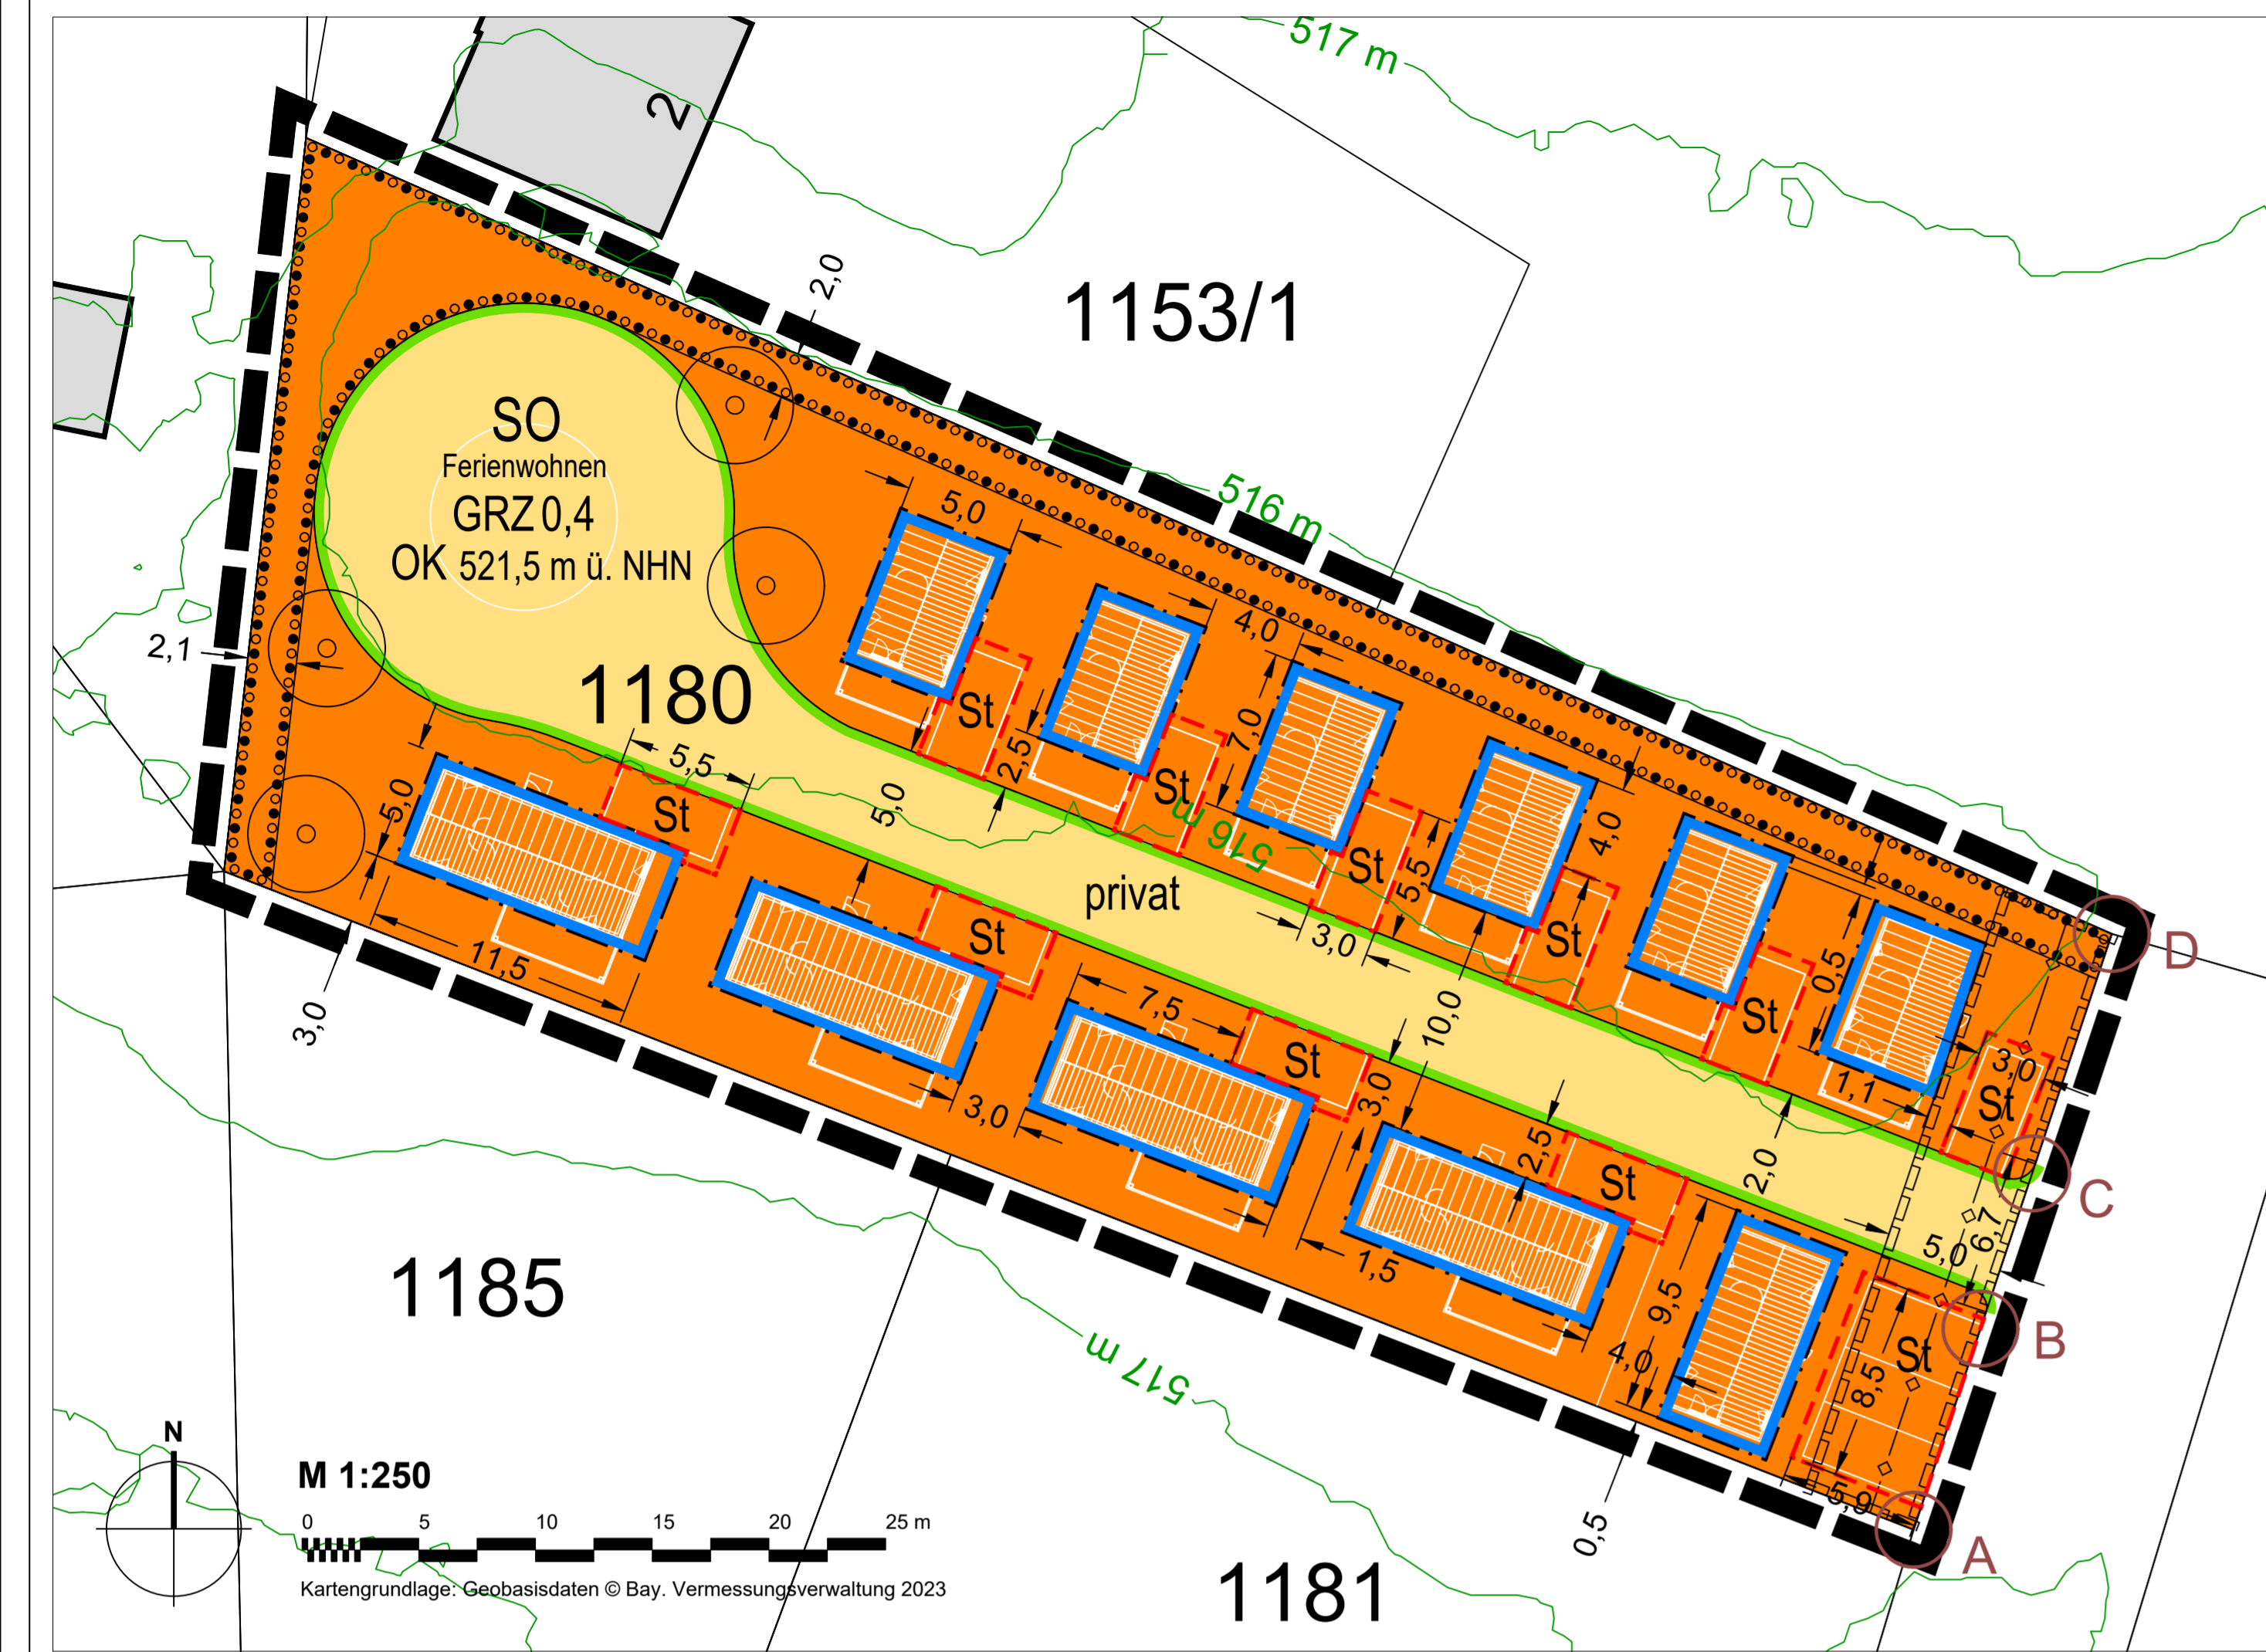 517 m
2
2,0
1153/1
SO
Ferienwohnen
GRZ 0,4
OK 521,5 m ü. NHN
5,0
516 m
4,0
2,1
1180
St
7,0
2,5
St
5,5
St
5,0
5,0
516 m
St
4,0
5,5
privat
St
3,0
D
St
11,5
St
0,5
3,0
10,0
7,5
St
3,0
St
3,0
1,1
St
3,0
2,5
St
2,0
C
6,7
5,0
1185
1,5
9,5
B
517 m
4,0
St
8,5
N
M 1:250
5,9
0 5 10 15 20 25 m
0,5
A
Kartengrundlage: Geobasisdaten © Bay. Vermessungsverwaltung 2023
1181